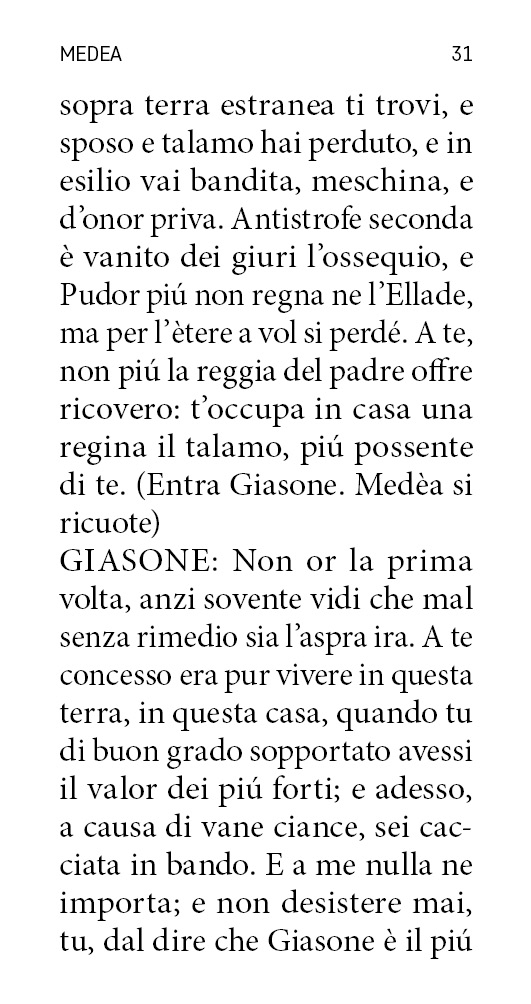 MEDEA 31
sopra terra estranea ti trovi, e
sposo e talamo hai perduto, e in
esilio vai bandita, meschina, e
d’onor priva. Antistrofe seconda
è vanito dei giuri l’ossequio, e
Pudor piú non regna ne l’Ellade,
ma per l’ètere a vol si perdé. A te,
non piú la reggia del padre offre
ricovero: t’occupa in casa una
regina il talamo, piú possente
di te. (Entra Giasone. Medèa si
ricuote)
GIASONE: Non or la prima
volta, anzi sovente vidi che mal
senza rimedio sia l’aspra ira. A te
concesso era pur vivere in questa
terra, in questa casa, quando tu
di buon grado sopportato avessi
il valor dei piú forti; e adesso,
a causa di vane ciance, sei cac-
ciata in bando. E a me nulla ne
importa; e non desistere mai,
tu, dal dire che Giasone è il piú